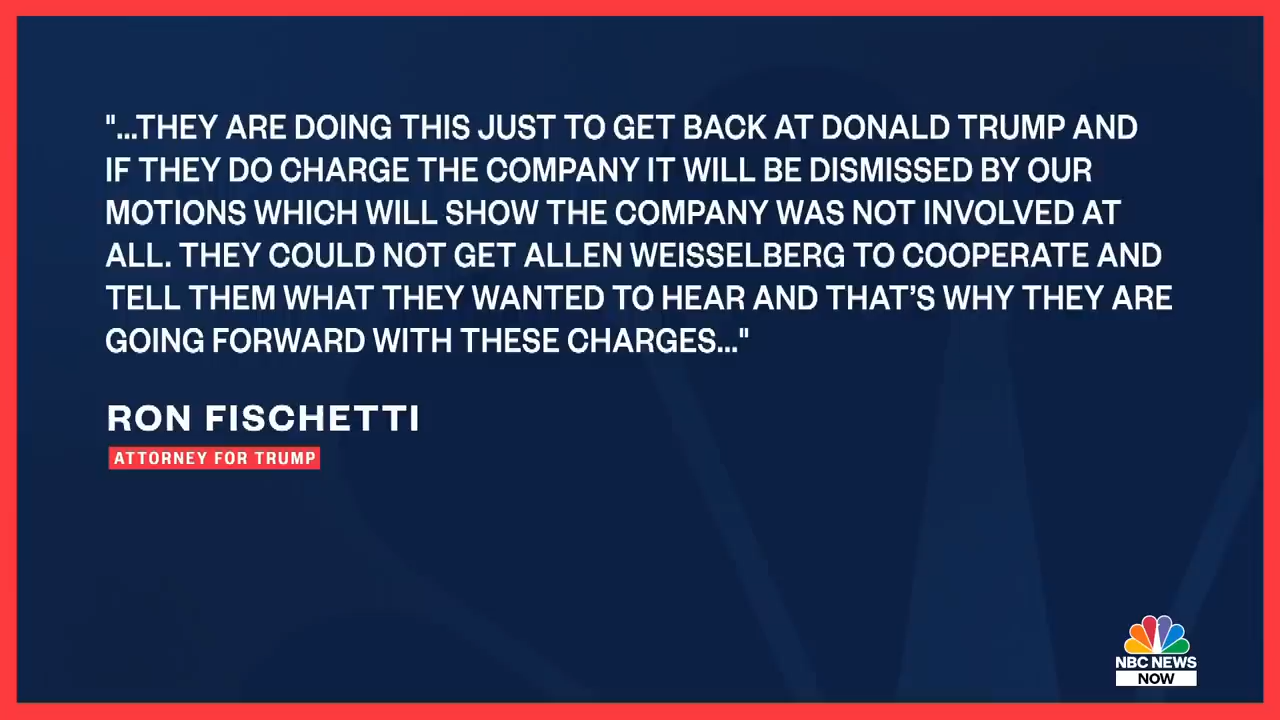 "...THEY ARE DOING THIS JUST TO GET BACK AT DONALD TRUMP AND
IF THEY DO CHARGE THE COMPANY IT WILL BE DISMISSED BY OUR
MOTIONS WHICH WILL SHOW THE COMPANY WAS NOT INVOLVED AT
ALL. THEY COULD NOT GET ALLEN WEISSELBERG TO COOPERATE AND
TELL THEM WHAT THEY WANTED TO HEAR AND THAT’S WHY THEY ARE
GOING FORWARD WITH THESE CHARGES..."
RON FISCHETTI
ATTORNEY FOR TRUMP
NBC NEWS
NOW